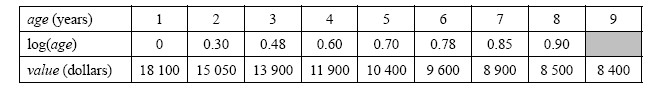 age (years) 1 2 3 4 5 6 7 8 9
log(age) 0 0.30 0.48 0.60 0.70 0.78 0.85 0.90
value (dollars) 18 100 15 050 13 900 11 900 10 400 9 600 8 900 8 500 8 400